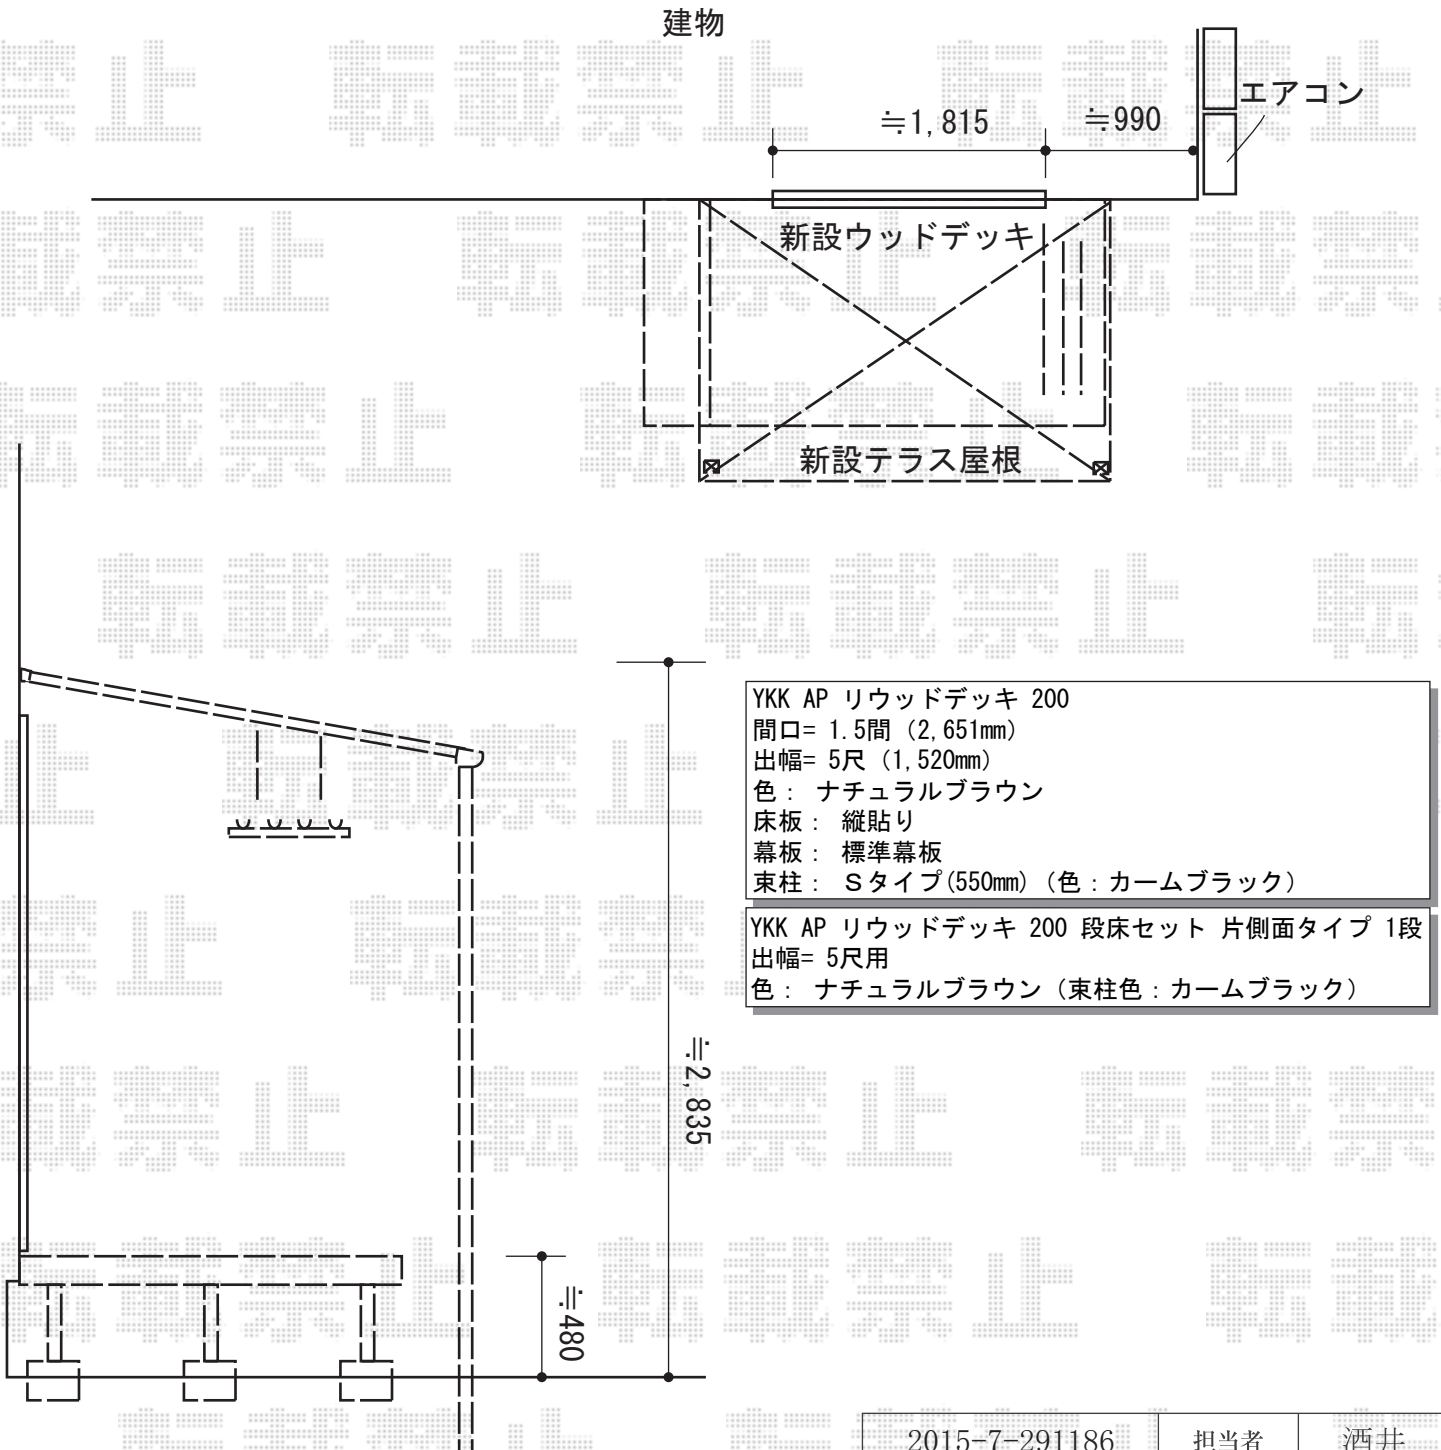 建物
エアコン
≒1,815
≒990
新設ウッドデッキ
新設テラス屋根
YKK AP リウッドデッキ 200
間口= 1.5間（2,651mm）
出幅= 5尺（1,520mm）
色： ナチュラルブラウン
床板： 縦貼り
幕板： 標準幕板
束柱： Sタイプ(550mm)（色：カームブラック）
YKK AP リウッドデッキ 200 段床セット 片側面タイプ 1段
出幅= 5尺用
色： ナチュラルブラウン（束柱色：カームブラック）
≒2,835
≒480
2015-7-291186 担当者 酒井
転載禁止